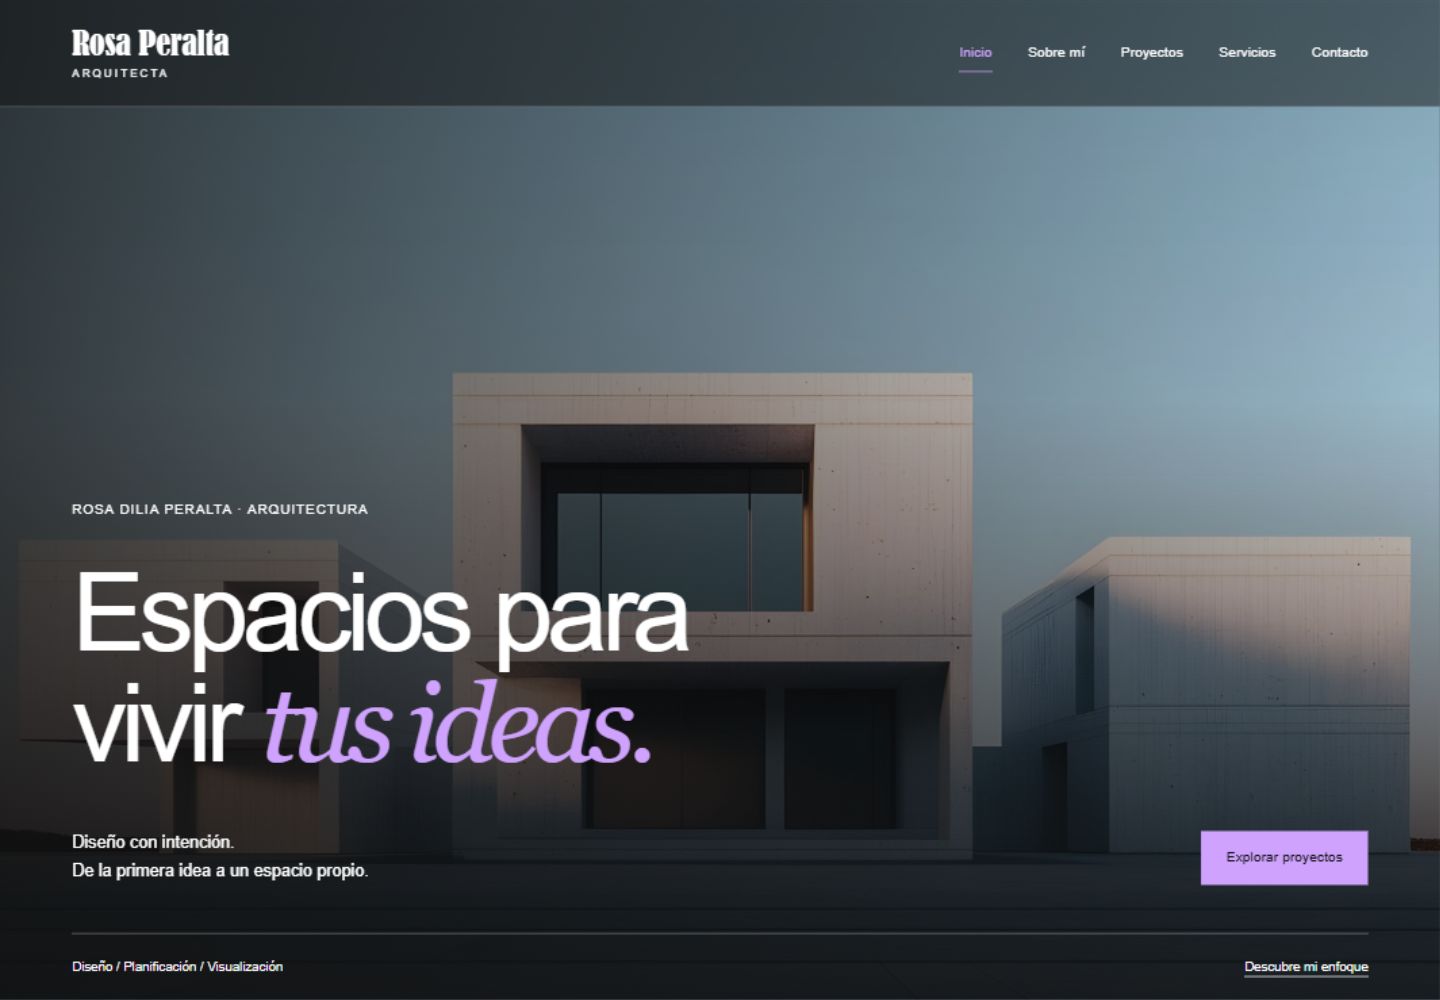 Rosa Peralta
ARQUITECTA
Inicio Sobre mí Proyectos Servicios Contacto
ROSA DILIA PERALTA · ARQUITECTURA
Espacios para
vivir tus ideas.
Diseño con intención.
De la primera idea a un espacio propio.
Explorar proyectos
Diseño / Planificación / Visualización
Descubre mi enfoque